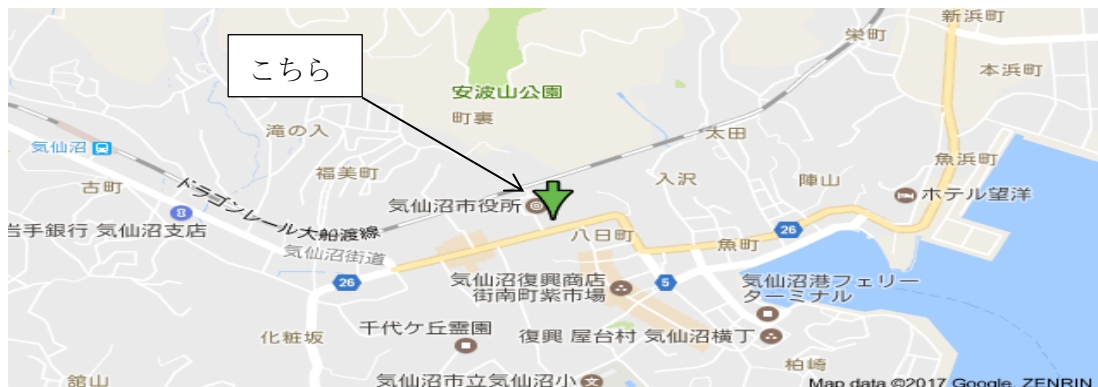 新浜町
栄町
こちら
本浜町
安波山公園
町裏
滝の入
太田
気仙沼
魚浜町
福美町
入沢
陣山
古町
ドラゴンレール大船渡線
気仙沼市役所
ホテル望洋
岩手銀行 気仙沼支店
気仙沼街道
八日町
26
魚町
26
気仙沼復興商店
街南町紫市場
5
気仙沼港フェリー
ターミナル
化粧坂
千代ケ丘霊園
復興 屋台村 気仙沼横丁
柏崎
舘山
気仙沼市立気仙沼小
Map data ©2017 Google, ZENRIN